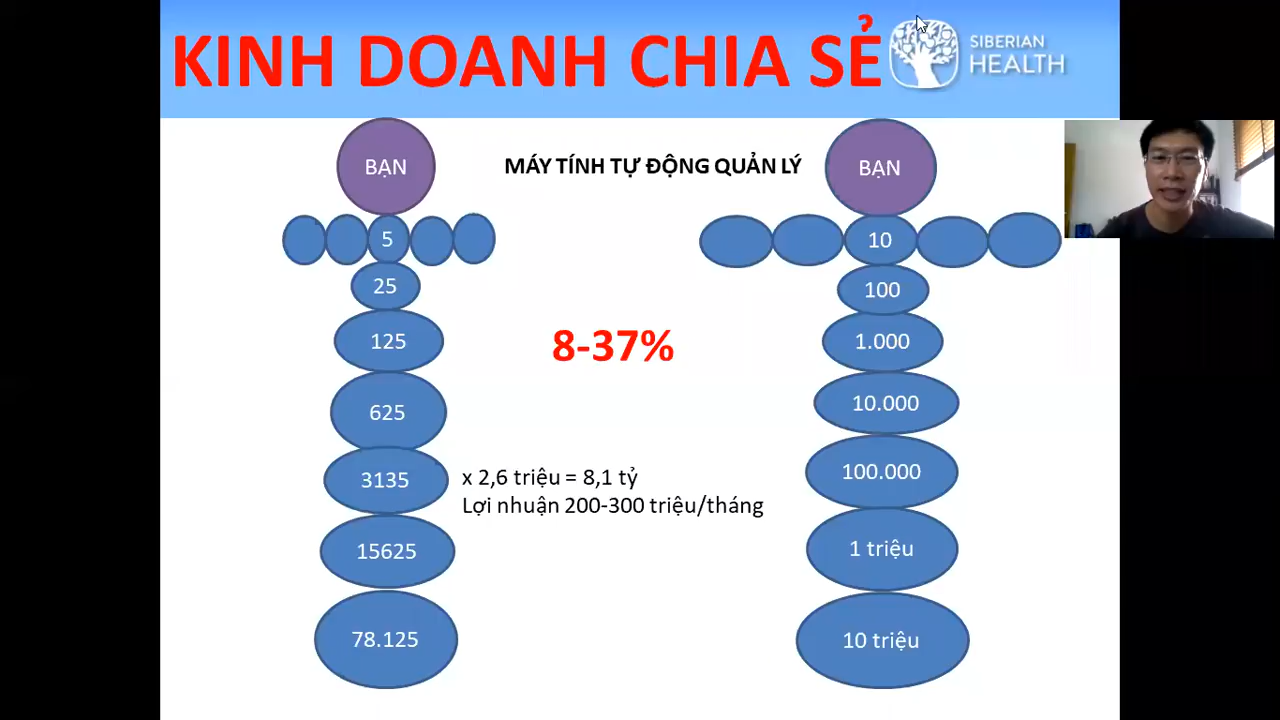 KINH DOANH CHIA SẺ
SIBERIAN
HEALTH
BẠN
MÁY TÍNH TỰ ĐỘNG QUẢN LÝ
BẠN
5
10
25
100
125
8-37%
1.000
625
10.000
3135
x 2,6 triệu = 8,1 tỷ
Lợi nhuận 200-300 triệu/tháng
100.000
15625
1 triệu
78.125
10 triệu